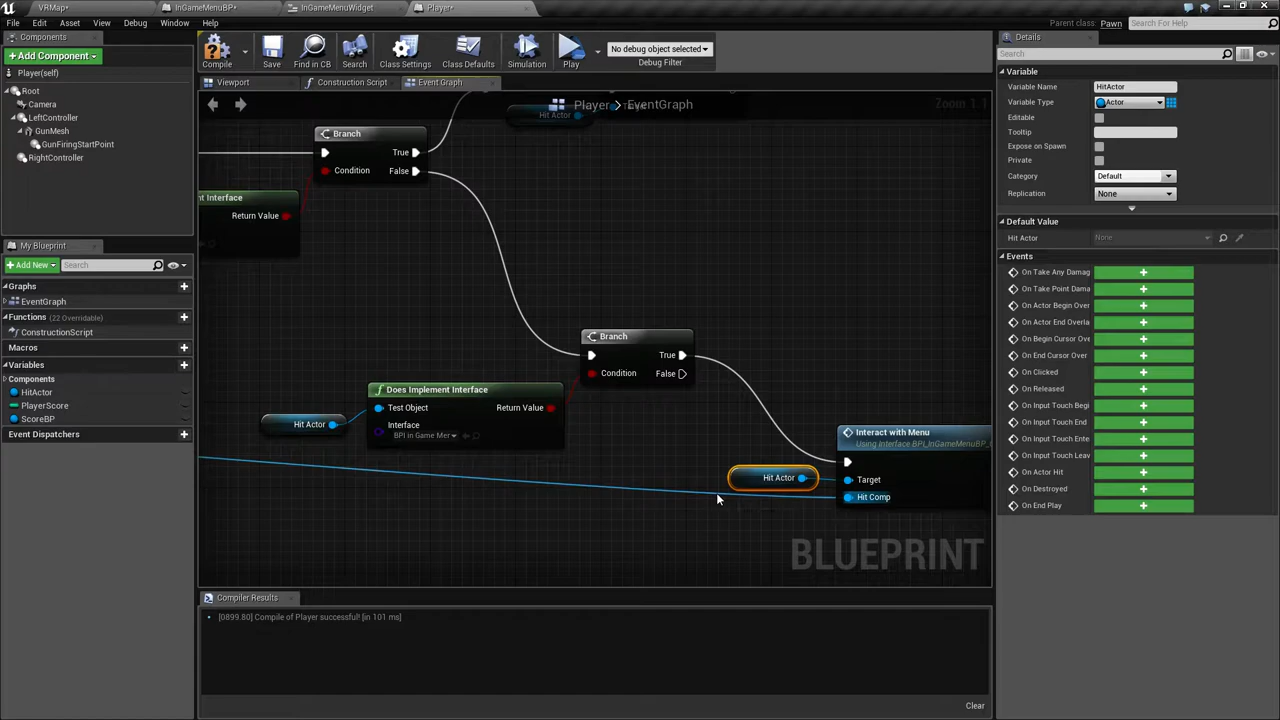 VRMap*
InGameMenuBP*
InGameMenuWidget
Player*
File Edit Asset View Debug Window Help
Parent class: Pawn
Search For Help
Components
+ Add Component
Player(self)
Root
Camera
LeftController
GunMesh
GunFiringStartPoint
RightController
My Blueprint
+ Add New
Search
Graphs
EventGraph
Functions (22 Overridable)
ConstructionScript
Macros
Variables
Components
HitActor
PlayerScore
ScoreBP
Event Dispatchers
Compile
Save
Find in CB
Search
Class Settings
Class Defaults
Simulation
Play
No debug object selected
Debug Filter
Viewport
Construction Script
Event Graph
Player > EventGraph
Hit Actor
Branch
True
Condition False
nt Interface
Return Value
Branch
True
Condition False
Does Implement Interface
Test Object Return Value
Interface
BPI in Game Mer
Hit Actor
Interact with Menu
Using Interface BPI_InGameMenuBP_
Hit Actor
Target
Hit Comp
BLUEPRINT
Compiler Results
[0899.80] Compile of Player successful! [in 101 ms]
Clear
Details
Search
Variable
Variable Name HitActor
Variable Type Actor
Editable
Tooltip
Expose on Spawn
Private
Category Default
Replication None
Default Value
Hit Actor None
Events
On Take Any Damag
On Take Point Dama
On Actor Begin Over
On Actor End Overla
On Begin Cursor Ove
On End Cursor Over
On Clicked
On Released
On Input Touch Begi
On Input Touch End
On Input Touch Ente
On Input Touch Leav
On Actor Hit
On Destroyed
On End Play